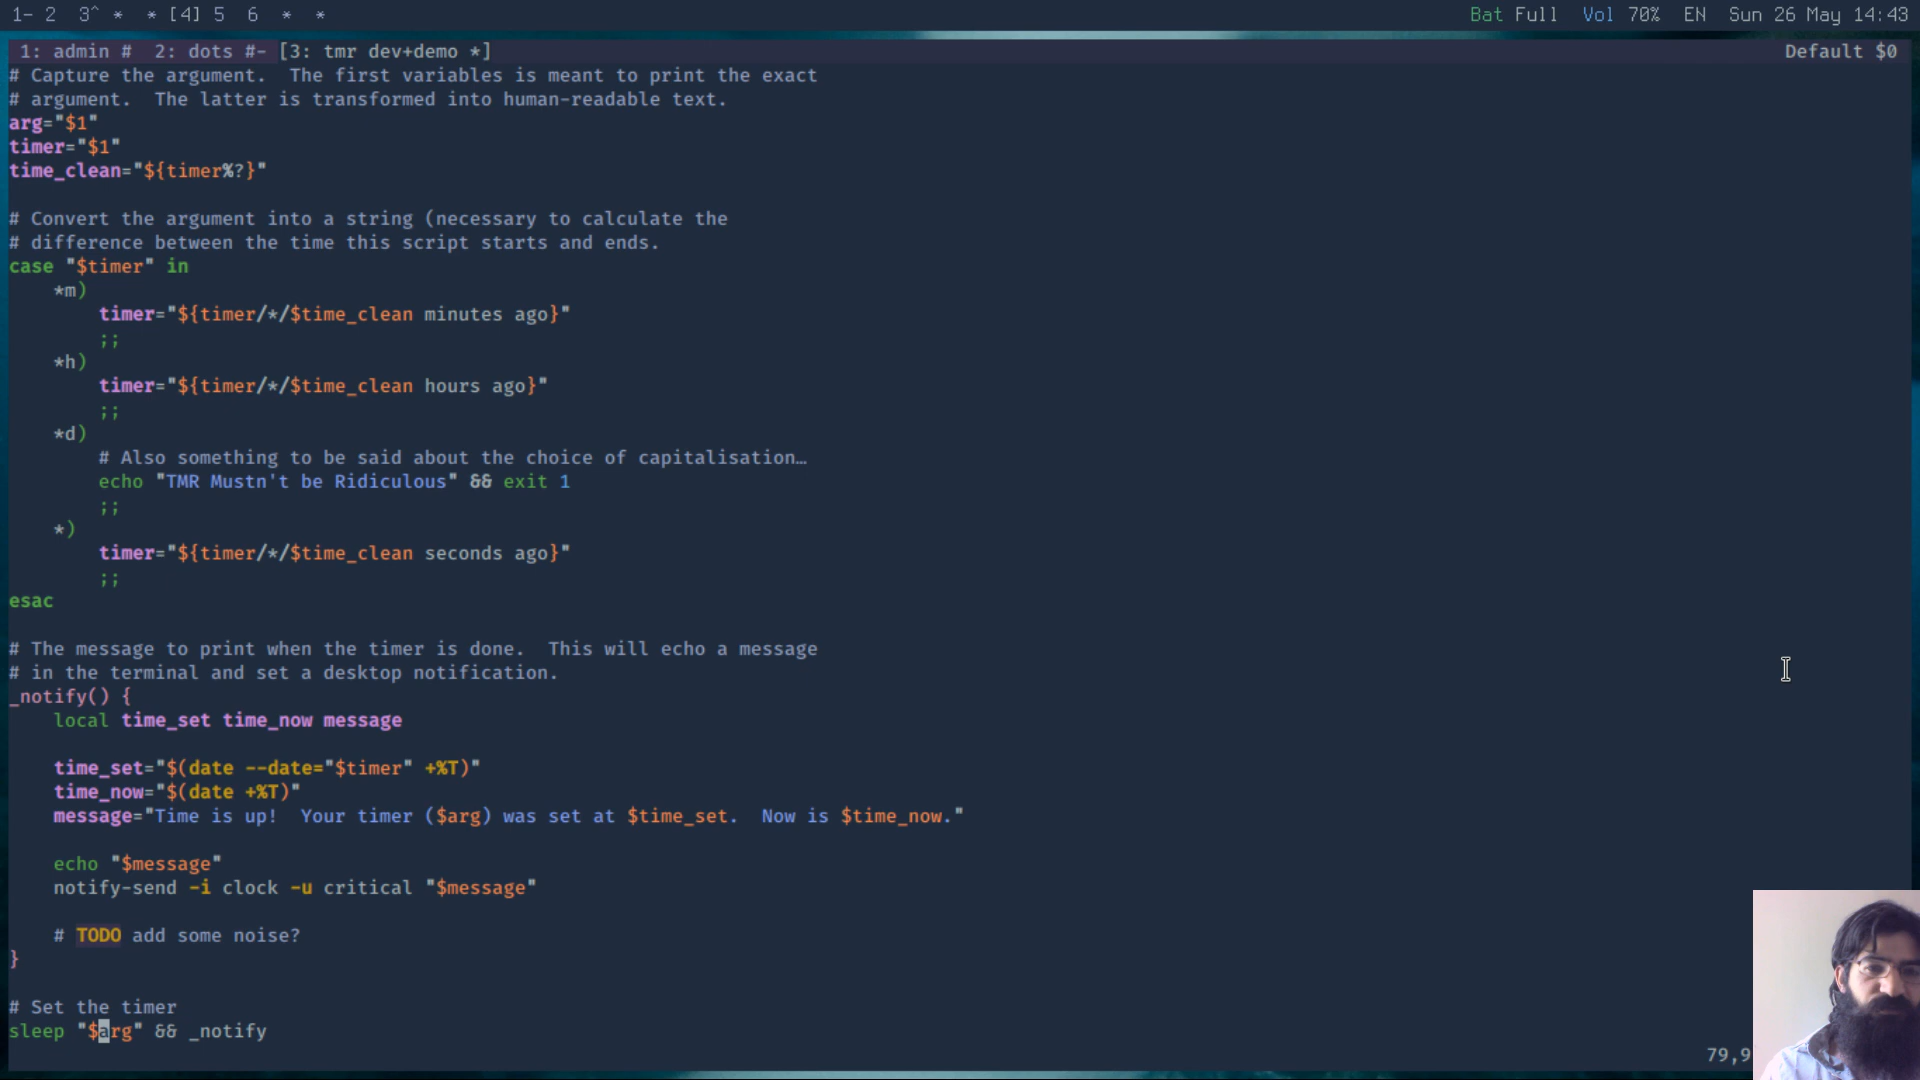 1- 2  3^ *  * [4] 5  6  *  *
Bat Full  Vol 70%  EN  Sun 26 May 14:43
1: admin #  2: dots #- [3: tmr dev+demo *]
Default $0
# Capture the argument.  The first variables is meant to print the exact
# argument.  The latter is transformed into human-readable text.
arg="$1"
timer="$1"
time_clean="${timer%?}"
# Convert the argument into a string (necessary to calculate the
# difference between the time this script starts and ends.
case "$timer" in
    *m)
        timer="${timer/*/$time_clean minutes ago}"
        ;;
    *h)
        timer="${timer/*/$time_clean hours ago}"
        ;;
    *d)
        # Also something to be said about the choice of capitalisation…
        echo "TMR Mustn't be Ridiculous" && exit 1
        ;;
    *)
        timer="${timer/*/$time_clean seconds ago}"
        ;;
esac
# The message to print when the timer is done.  This will echo a message
# in the terminal and set a desktop notification.
_notify() {
    local time_set time_now message
    time_set="$(date --date="$timer" +%T)"
    time_now="$(date +%T)"
    message="Time is up!  Your timer ($arg) was set at $time_set.  Now is $time_now."
    echo "$message"
    notify-send -i clock -u critical "$message"
    # TODO add some noise?
}
# Set the timer
sleep "$arg" && _notify
79,9